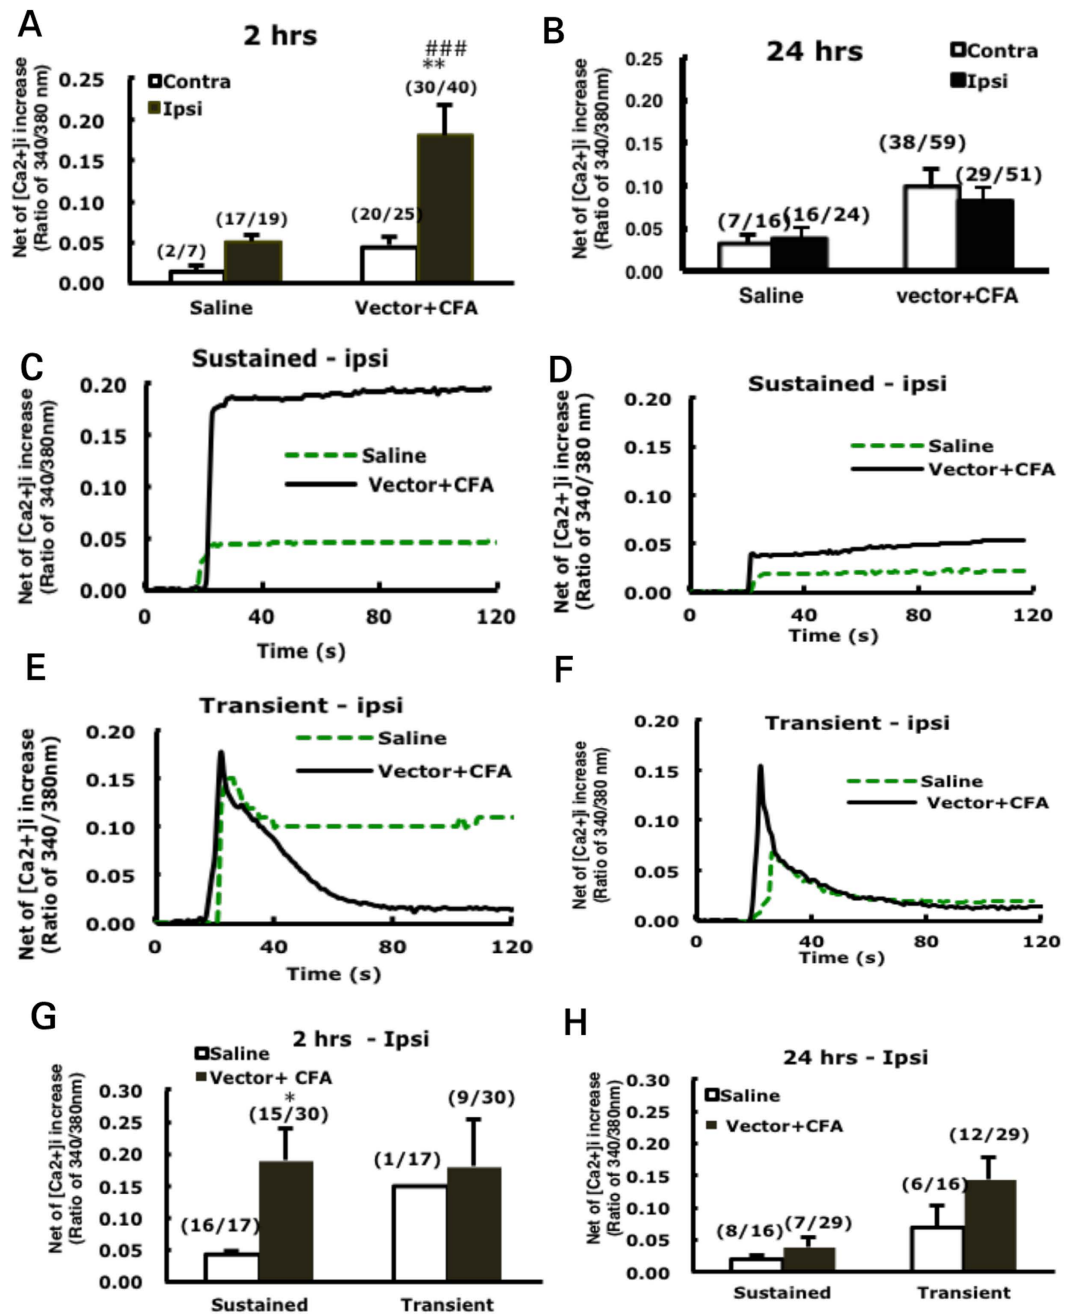 A
2 hrs
Net of [Ca2+]i increase
(Ratio of 340/380 nm)
0.25
0.20
0.15
0.10
0.05
0.00
Contra
Ipsi
###
**
(30/40)
(17/19)
(20/25)
(2/7)
Saline
Vector+CFA
B
24 hrs
Net of [Ca2+]i increase
(Ratio of 340/380nm)
0.25
0.20
0.15
0.10
0.05
0.00
Contra
Ipsi
(38/59)
(29/51)
(7/16)
(16/24)
Saline
vector+CFA
C
Sustained - ipsi
Net of [Ca2+]i increase
(Ratio of 340/380nm)
0.20
0.15
0.10
0.05
0.00
Saline
Vector+CFA
0
40
80
120
Time (s)
D
Sustained - ipsi
Net of [Ca2+]i increase
(Ratio of 340/380 nm)
0.20
0.15
0.10
0.05
0.00
Saline
Vector+CFA
0
40
80
120
Time (s)
E
Transient - ipsi
Net of [Ca2+]i increase
(Ratio of 340/380nm)
0.20
0.15
0.10
0.05
0.00
Saline
Vector+CFA
0
40
80
120
Time (s)
F
Transient - ipsi
Net of [Ca2+]i increase
(Ratio of 340/380 nm)
0.20
0.15
0.10
0.05
0.00
Saline
Vector+CFA
0
40
80
120
Time (s)
G
2 hrs - Ipsi
Net of [Ca2+]i increase
(Ratio of 340/380nm)
Saline
Vector+ CFA
0.30
0.25
0.20
0.15
0.10
0.05
0.00
*
(15/30)
(9/30)
(1/17)
(16/17)
Sustained
Transient
H
24 hrs - Ipsi
Net of [Ca2+]i increase
(Ratio of 340/380nm)
0.30
0.25
0.20
0.15
0.10
0.05
0.00
Saline
Vector+CFA
(12/29)
(6/16)
(8/16)
(7/29)
Sustained
Transient